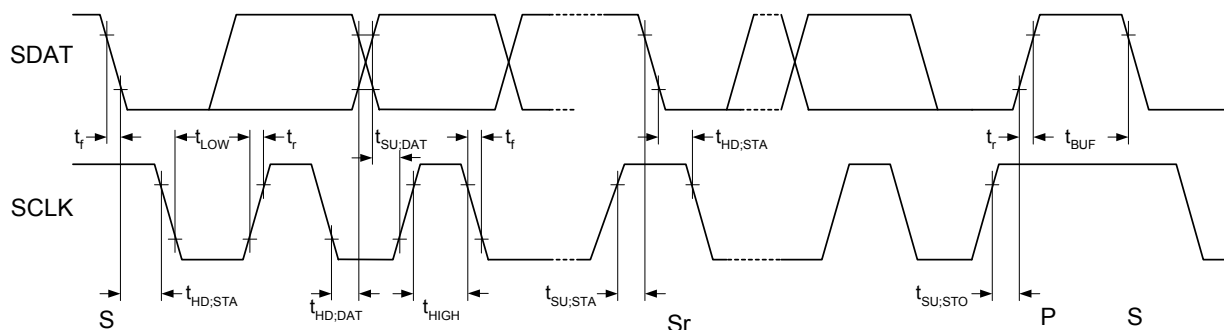 SDAT
t_f t_LOW t_r t_SU;DAT t_f t_HD;STA t_r t_BUF
SCLK
t_HD;STA t_HD;DAT t_HIGH t_SU;STA t_SU;STO
S Sr P S